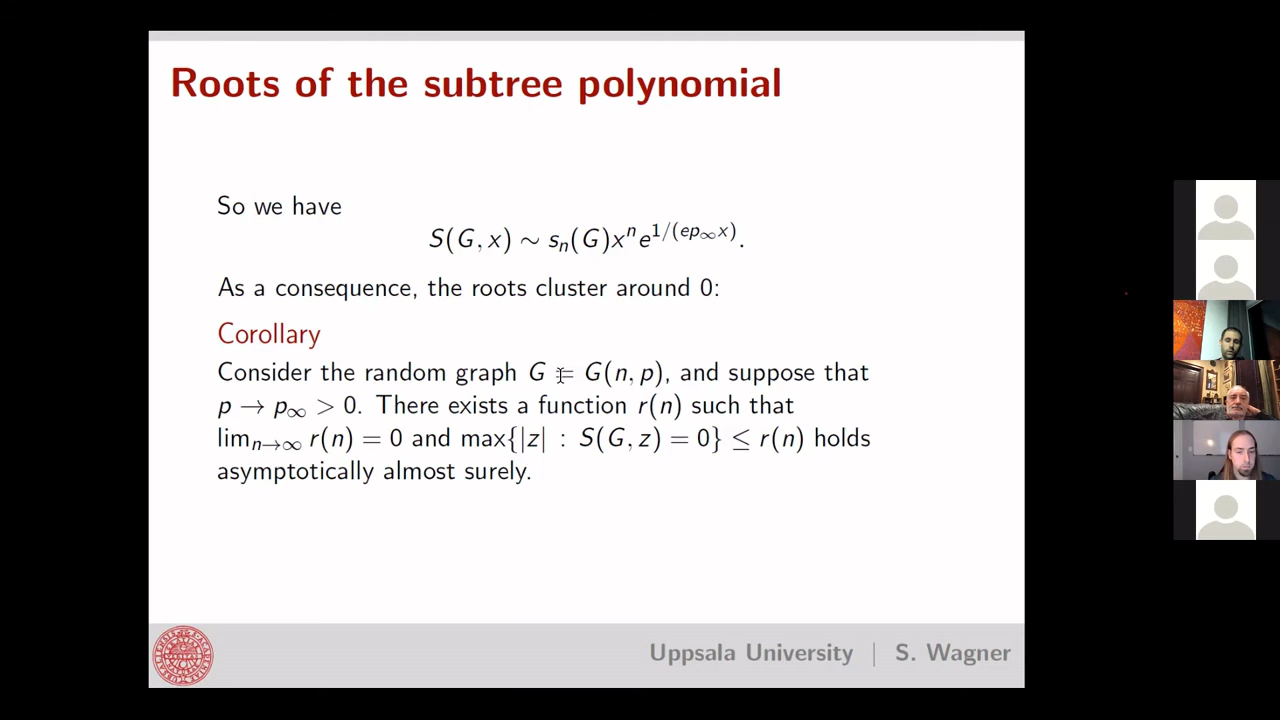 Roots of the subtree polynomial
So we have
S(G, x) ∼ sₙ(G)xⁿe^{1/(ep_∞x)}.
As a consequence, the roots cluster around 0:
Corollary
Consider the random graph G = G(n, p), and suppose that
p → p_∞ > 0. There exists a function r(n) such that
lim_{n→∞} r(n) = 0 and max{|z| : S(G, z) = 0} ≤ r(n) holds
asymptotically almost surely.
Uppsala University | S. Wagner